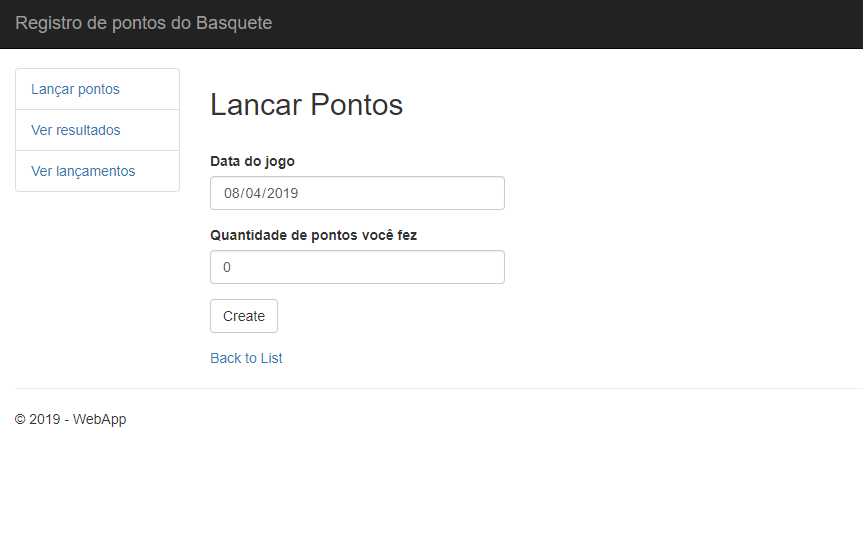 Registro de pontos do Basquete
Lançar pontos
Ver resultados
Ver lançamentos
Lancar Pontos
Data do jogo
08/04/2019
Quantidade de pontos você fez
0
Create
Back to List
© 2019 - WebApp